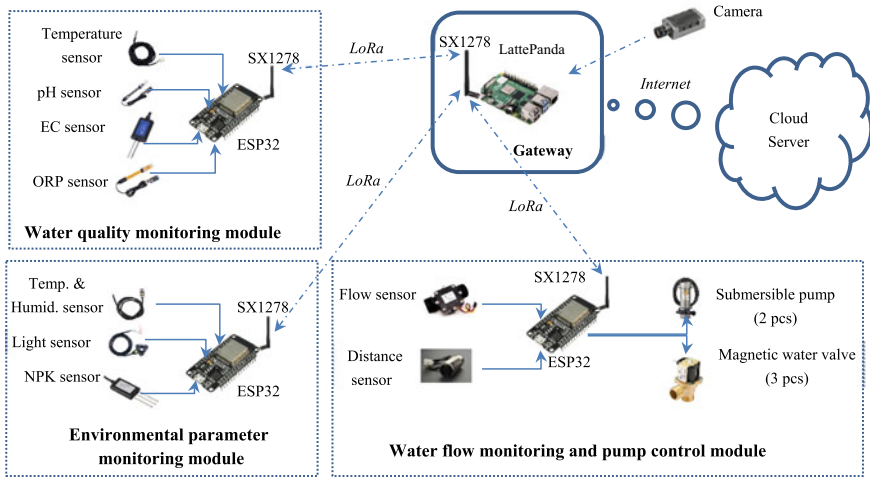 Temperature
sensor
pH sensor
EC sensor
ORP sensor
SX1278
ESP32
Water quality monitoring module
LoRa
SX1278
LattePanda
Gateway
Camera
Internet
Cloud
Server
LoRa
LoRa
Temp. &
Humid. sensor
Light sensor
NPK sensor
SX1278
ESP32
Environmental parameter
monitoring module
Flow sensor
Distance
sensor
SX1278
ESP32
Submersible pump
(2 pcs)
Magnetic water valve
(3 pcs)
Water flow monitoring and pump control module